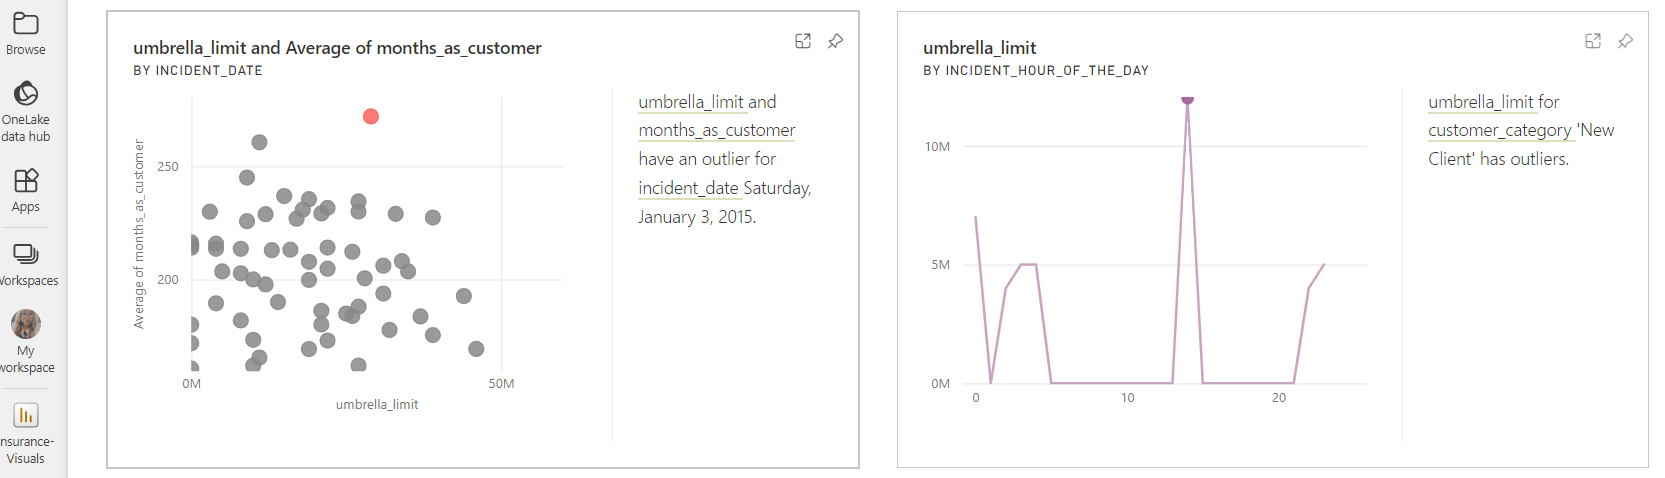 Browse
OneLake
data hub
Apps
Vorkspaces
My
workspace
nsurance-
Visuals
umbrella_limit and Average of months_as_customer
BY INCIDENT_DATE
Average of months_as_customer
250
200
0M
50M
umbrella_limit
umbrella_limit and
months_as_customer
have an outlier for
incident_date Saturday,
January 3, 2015.
umbrella_limit
BY INCIDENT_HOUR_OF_THE_DAY
10M
5M
0M
0
10
20
umbrella_limit for
customer_category 'New
Client' has outliers.